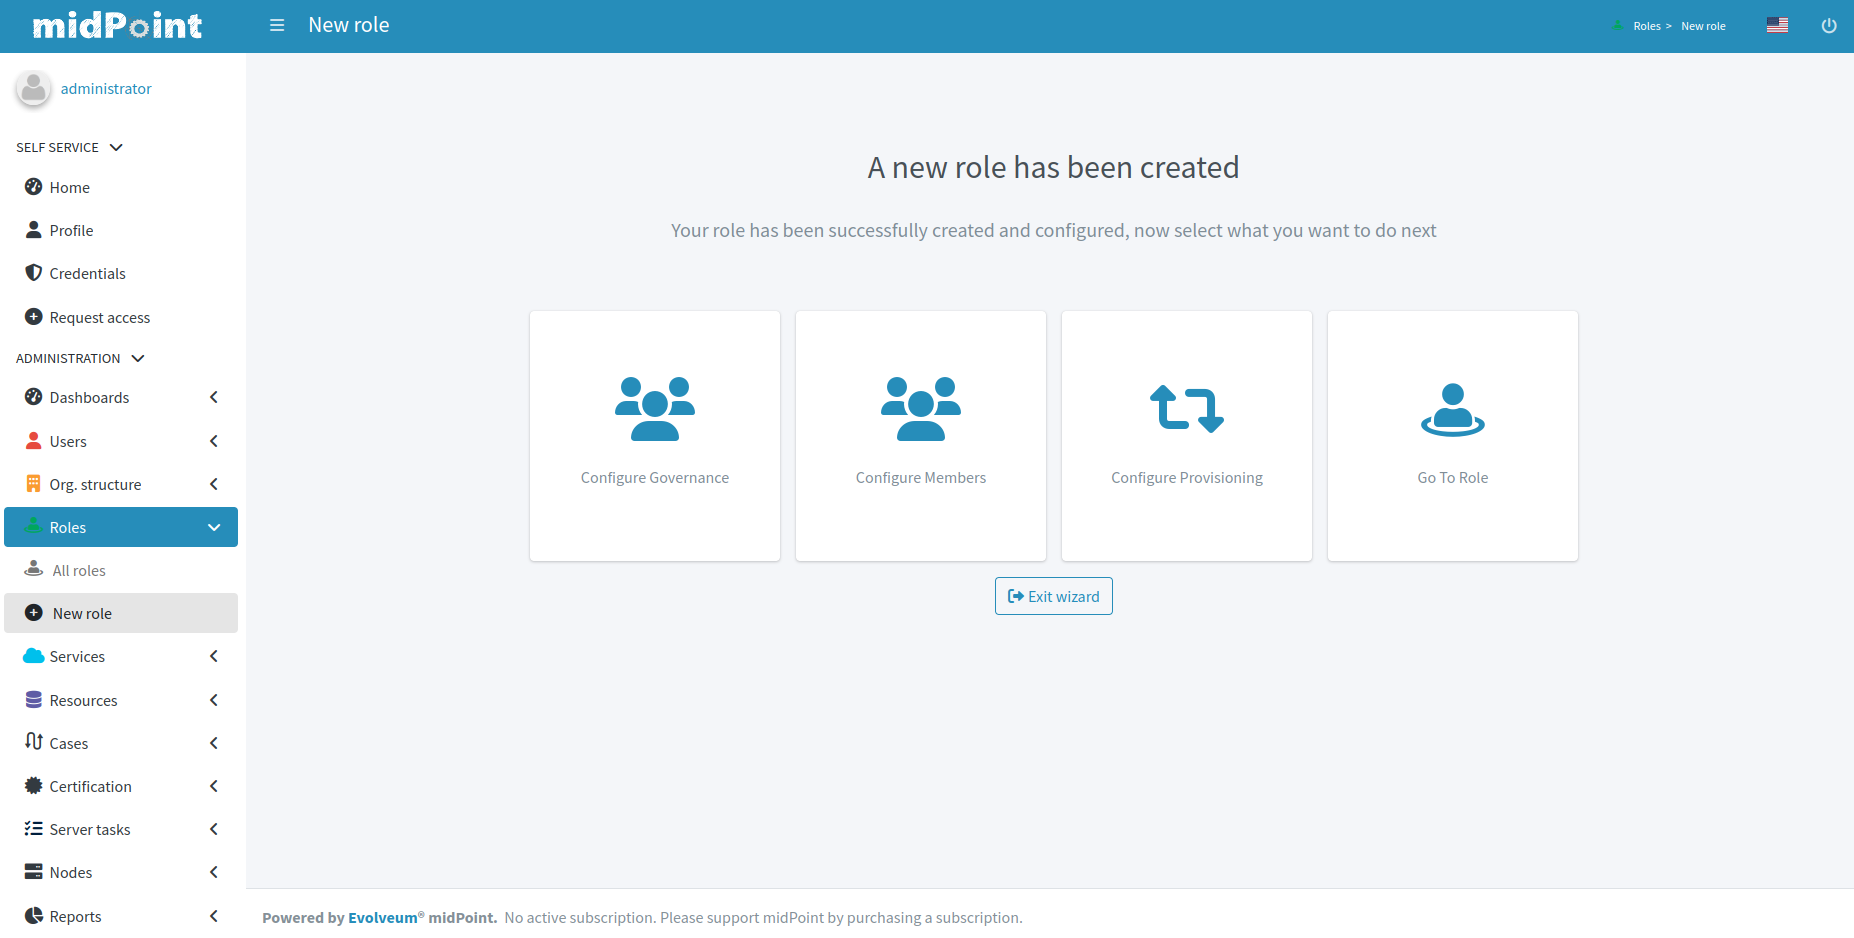 midPoint
New role
Roles > New role
administrator
SELF SERVICE
Home
Profile
Credentials
Request access
ADMINISTRATION
Dashboards
Users
Org. structure
Roles
All roles
New role
Services
Resources
Cases
Certification
Server tasks
Nodes
Reports
A new role has been created
Your role has been successfully created and configured, now select what you want to do next
Configure Governance
Configure Members
Configure Provisioning
Go To Role
Exit wizard
Powered by Evolveum® midPoint. No active subscription. Please support midPoint by purchasing a subscription.